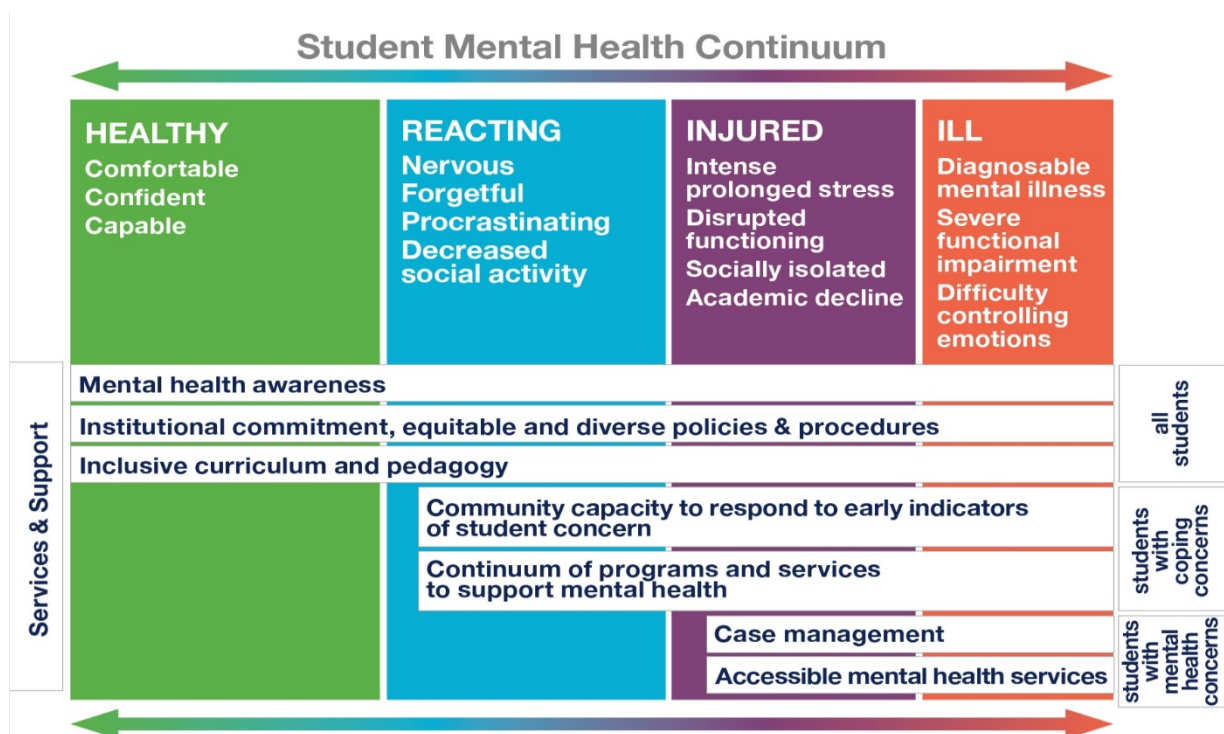 Student Mental Health Continuum
HEALTHY
Comfortable
Confident
Capable
REACTING
Nervous
Forgetful
Procrastinating
Decreased
social activity
INJURED
Intense
prolonged stress
Disrupted
functioning
Socially isolated
Academic decline
ILL
Diagnosable
mental illness
Severe
functional
impairment
Difficulty
controlling
emotions
Services & Support
Mental health awareness
Institutional commitment, equitable and diverse policies & procedures
Inclusive curriculum and pedagogy
all
students
Community capacity to respond to early indicators
of student concern
Continuum of programs and services
to support mental health
students
with
coping
concerns
Case management
Accessible mental health services
students
with
mental
health
concerns